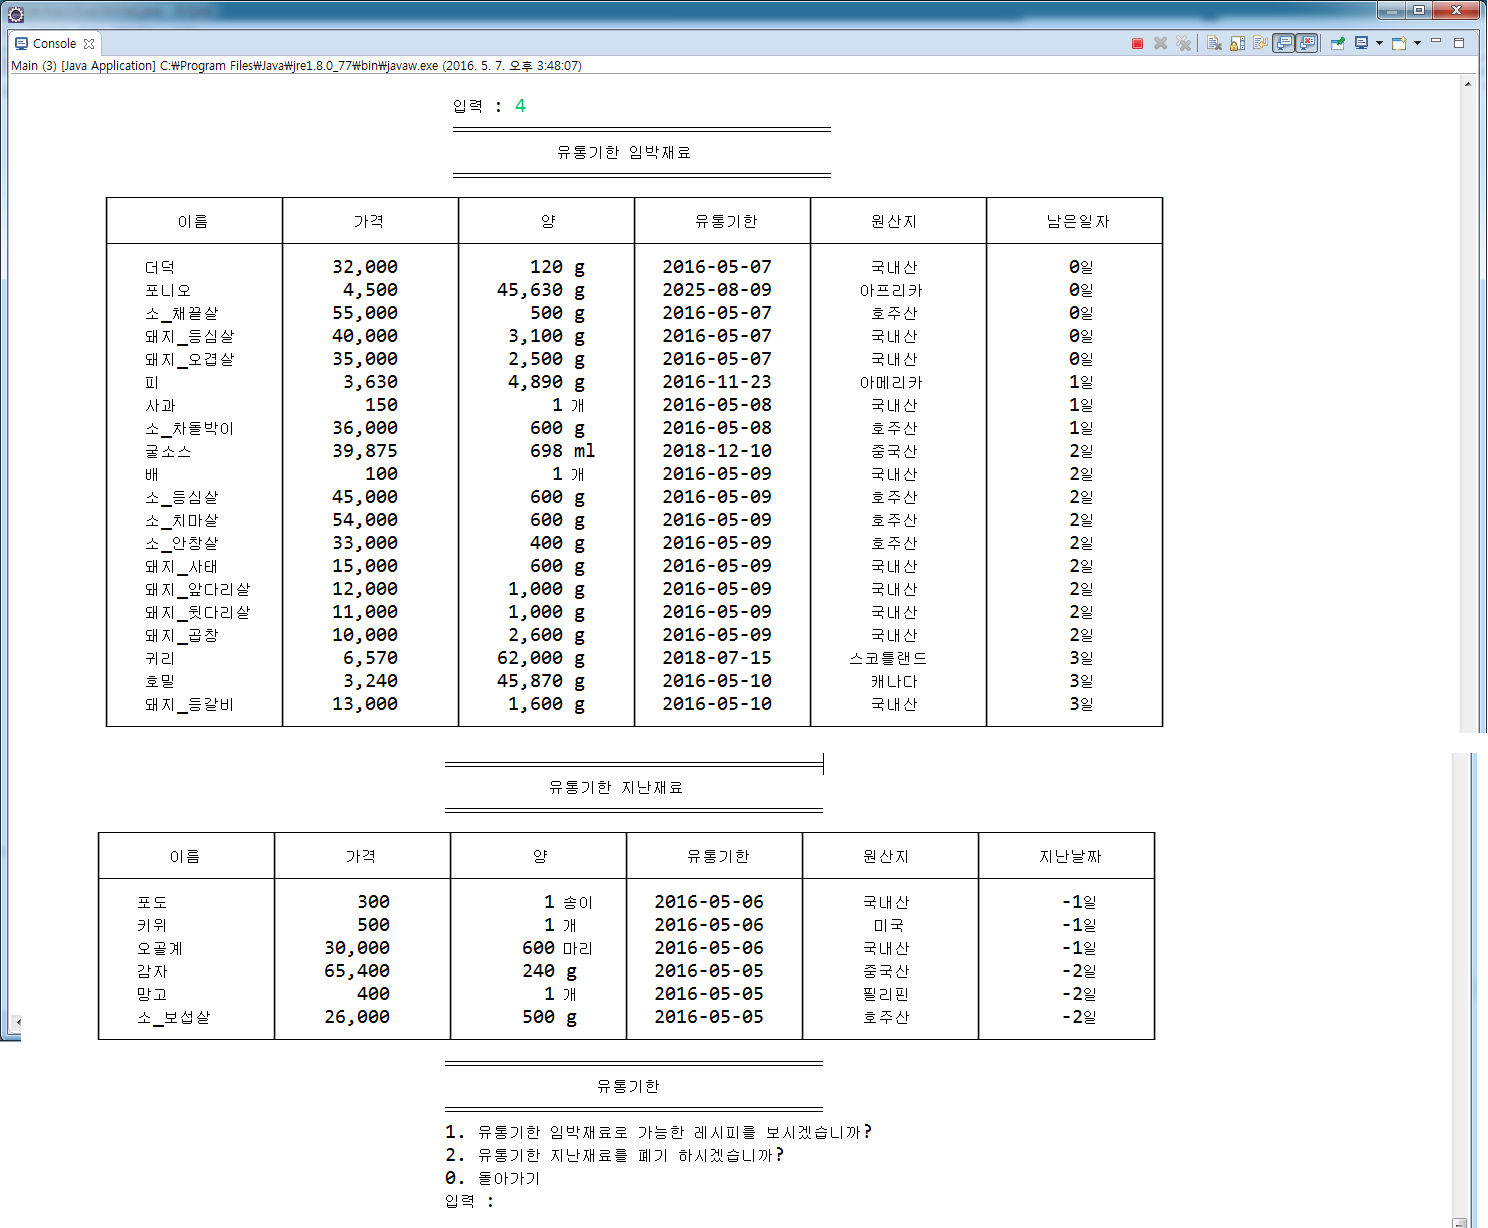 Console
Main (3) [Java Application] C:₩Program Files₩Java₩jre1.8.0_77₩bin₩javaw.exe (2016. 5. 7. 오후 3:48:07)
입력 : 4
유통기한 임박재료
이름 가격 양 유통기한 원산지 남은일자
더덕 32,000 120 g 2016-05-07 국내산 0일
포니오 4,500 45,630 g 2025-08-09 아프리카 0일
소_채끝살 55,000 500 g 2016-05-07 호주산 0일
돼지_등심살 40,000 3,100 g 2016-05-07 국내산 0일
돼지_오겹살 35,000 2,500 g 2016-05-07 국내산 0일
피 3,630 4,890 g 2016-11-23 아메리카 1일
사과 150 1 개 2016-05-08 국내산 1일
소_차돌박이 36,000 600 g 2016-05-08 호주산 1일
굴소스 39,875 698 ml 2018-12-10 중국산 2일
배 100 1 개 2016-05-09 국내산 2일
소_등심살 45,000 600 g 2016-05-09 호주산 2일
소_치마살 54,000 600 g 2016-05-09 호주산 2일
소_안창살 33,000 400 g 2016-05-09 호주산 2일
돼지_사태 15,000 600 g 2016-05-09 국내산 2일
돼지_앞다리살 12,000 1,000 g 2016-05-09 국내산 2일
돼지_뒷다리살 11,000 1,000 g 2016-05-09 국내산 2일
돼지_곱창 10,000 2,600 g 2016-05-09 국내산 2일
귀리 6,570 62,000 g 2018-07-15 스코틀랜드 3일
호밀 3,240 45,870 g 2016-05-10 캐나다 3일
돼지_등갈비 13,000 1,600 g 2016-05-10 국내산 3일
유통기한 지난재료
이름 가격 양 유통기한 원산지 지난날짜
포도 300 1 송이 2016-05-06 국내산 -1일
키위 500 1 개 2016-05-06 미국 -1일
오골계 30,000 600 마리 2016-05-06 국내산 -1일
감자 65,400 240 g 2016-05-05 중국산 -2일
망고 400 1 개 2016-05-05 필리핀 -2일
소_보섭살 26,000 500 g 2016-05-05 호주산 -2일
유통기한
1. 유통기한 임박재료로 가능한 레시피를 보시겠습니까?
2. 유통기한 지난재료를 폐기 하시겠습니까?
0. 돌아가기
입력 :